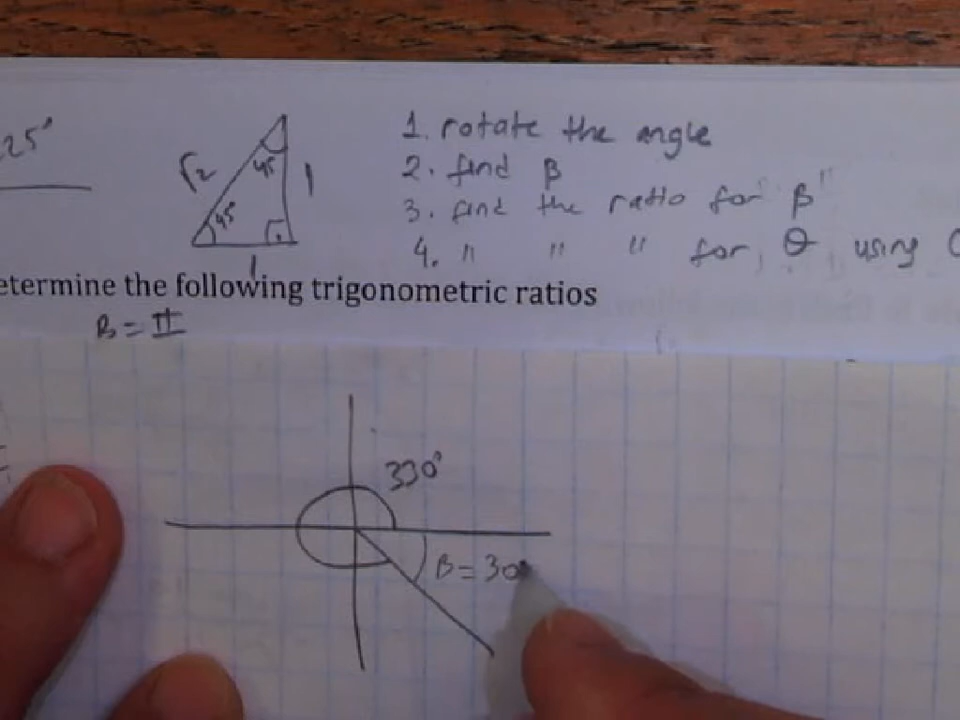 25°
√2 45 1
45
1
1. rotate the angle
2. find β
3. find the ratio for "β"
4. " " " for θ using
etermine the following trigonometric ratios
β = π
330°
β = 30